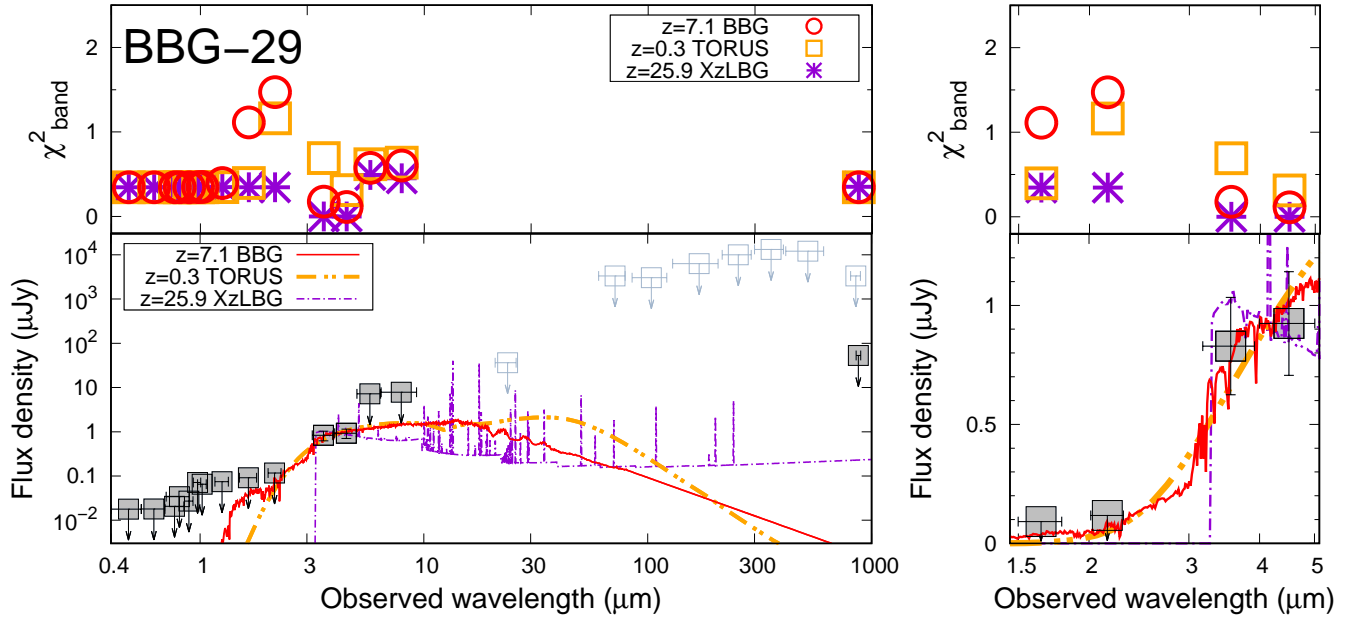 BBG−29
z=7.1 BBG
z=0.3 TORUS
z=25.9 XzLBG
χ²band
2
1
0
χ²band
2
1
0
z=7.1 BBG
z=0.3 TORUS
z=25.9 XzLBG
Flux density (μJy)
10⁴
10³
10²
10
1
0.1
10⁻²
0.4 1 3 10 30 100 300 1000
Observed wavelength (μm)
Flux density (μJy)
1
0.5
0
1.5 2 3 4 5
Observed wavelength (μm)